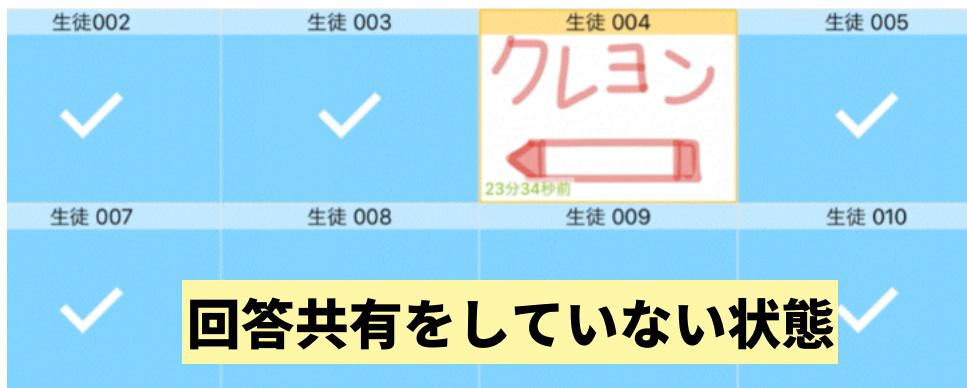 生徒002
生徒 003
生徒 004
生徒 005
クレヨン
23分34秒前
生徒 007
生徒 008
生徒 009
生徒 010
回答共有をしていない状態